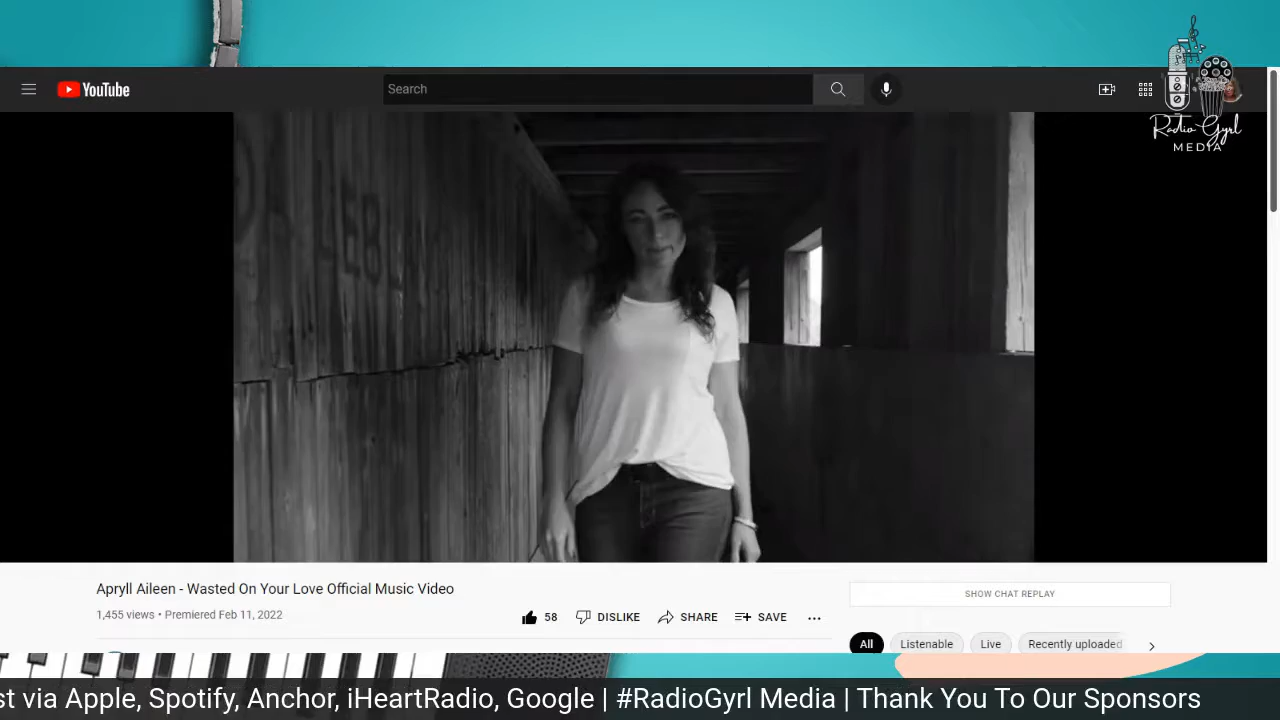 YouTube
Search
Radio Gyrl
MEDIA
Apryll Aileen - Wasted On Your Love Official Music Video
1,455 views • Premiered Feb 11, 2022
58
DISLIKE
SHARE
SAVE
SHOW CHAT REPLAY
All
Listenable
Live
Recently uploaded
st via Apple, Spotify, Anchor, iHeartRadio, Google | #RadioGyrl Media | Thank You To Our Sponsors